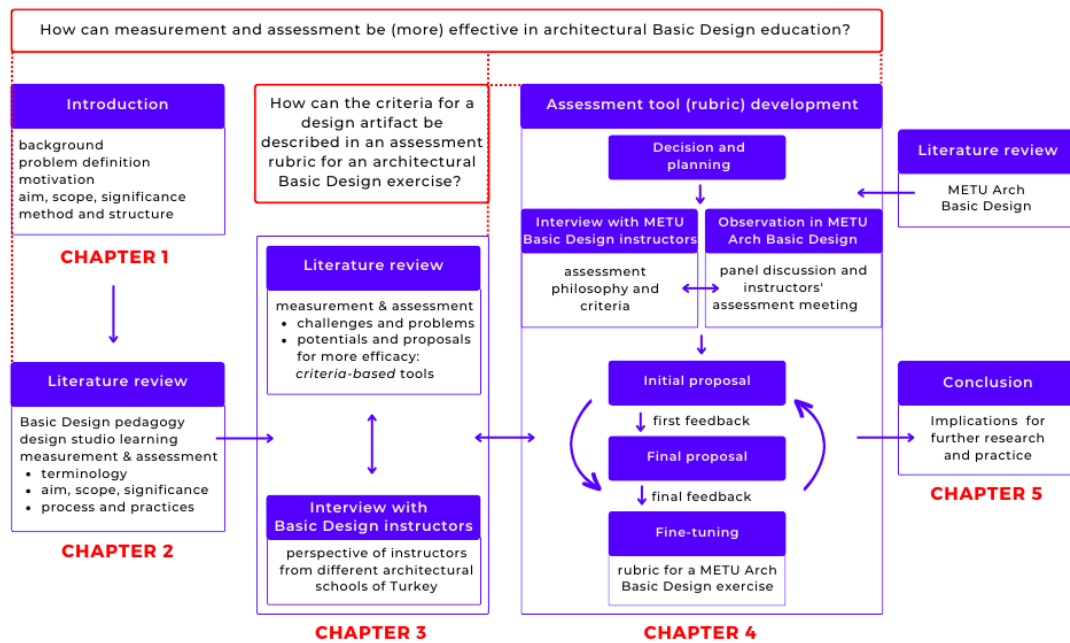 How can measurement and assessment be (more) effective in architectural Basic Design education?
Introduction
background
problem definition
motivation
aim, scope, significance
method and structure
CHAPTER 1
Literature review
Basic Design pedagogy
design studio learning
measurement & assessment
• terminology
• aim, scope, significance
• process and practices
CHAPTER 2
How can the criteria for a
design artifact be
described in an assessment
rubric for an architectural
Basic Design exercise?
Literature review
measurement & assessment
• challenges and problems
• potentials and proposals
for more efficacy:
criteria-based tools
Interview with
Basic Design instructors
perspective of instructors
from different architectural
schools of Turkey
CHAPTER 3
Assessment tool (rubric) development
Decision and
planning
Interview with METU
Basic Design instructors
assessment
philosophy and
criteria
Observation in METU
Arch Basic Design
panel discussion and
instructors'
assessment meeting
Initial proposal
first feedback
Final proposal
final feedback
Fine-tuning
rubric for a METU Arch
Basic Design exercise
CHAPTER 4
Literature review
METU Arch
Basic Design
Conclusion
Implications for
further research
and practice
CHAPTER 5